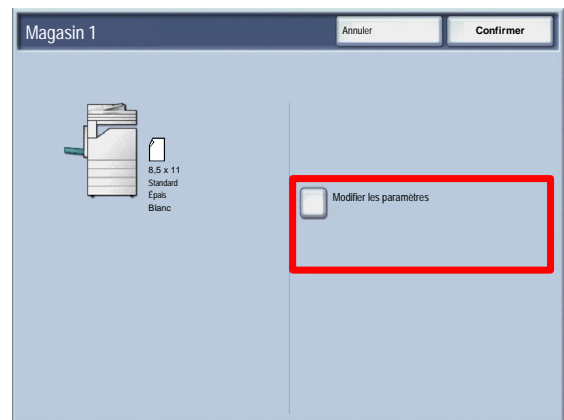 Magasin 1
Annuler
Confirmer
8,5 x 11
Standard
Épais
Blanc
Modifier les paramètres